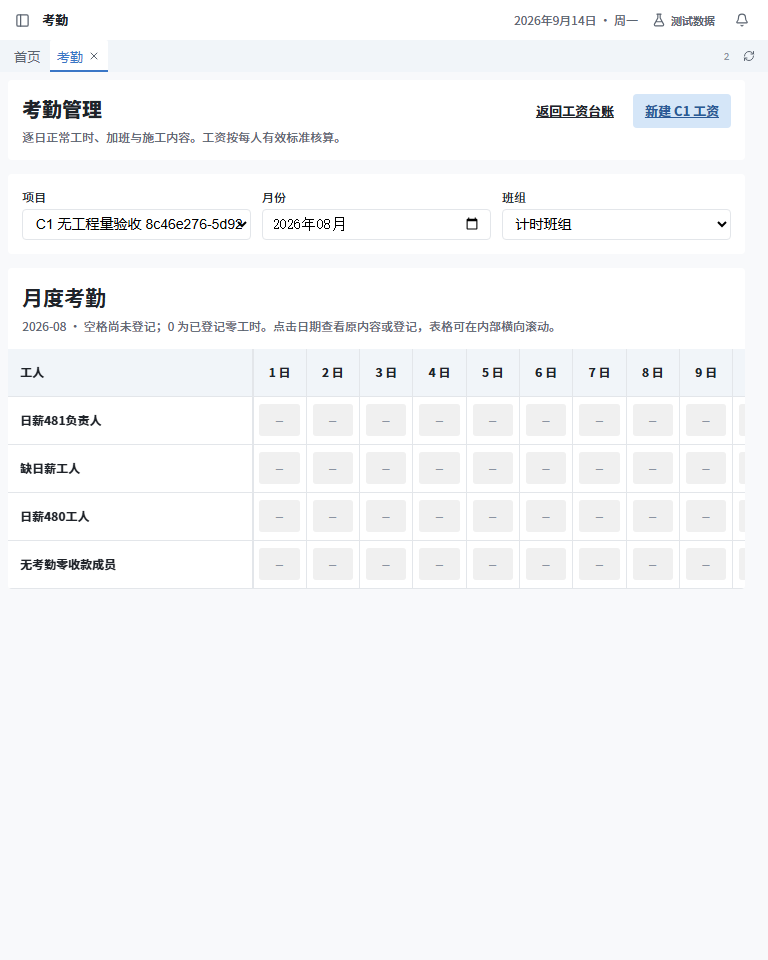 考勤
2026年9月14日 • 周一
测试数据
首页
考勤
2
考勤管理
逐日正常工时、加班与施工内容。工资按每人有效标准核算。
返回工资台账
新建 C1 工资
项目
月份
班组
C1 无工程量验收 8c46e276-5d92
2026年08月
计时班组
月度考勤
2026-08 • 空格尚未登记；0 为已登记零工时。点击日期查看原内容或登记，表格可在内部横向滚动。
工人 1 日 2 日 3 日 4 日 5 日 6 日 7 日 8 日 9 日
日薪481负责人 – – – – – – – – –
缺日薪工人 – – – – – – – – –
日薪480工人 – – – – – – – – –
无考勤零收款成员 – – – – – – – – –